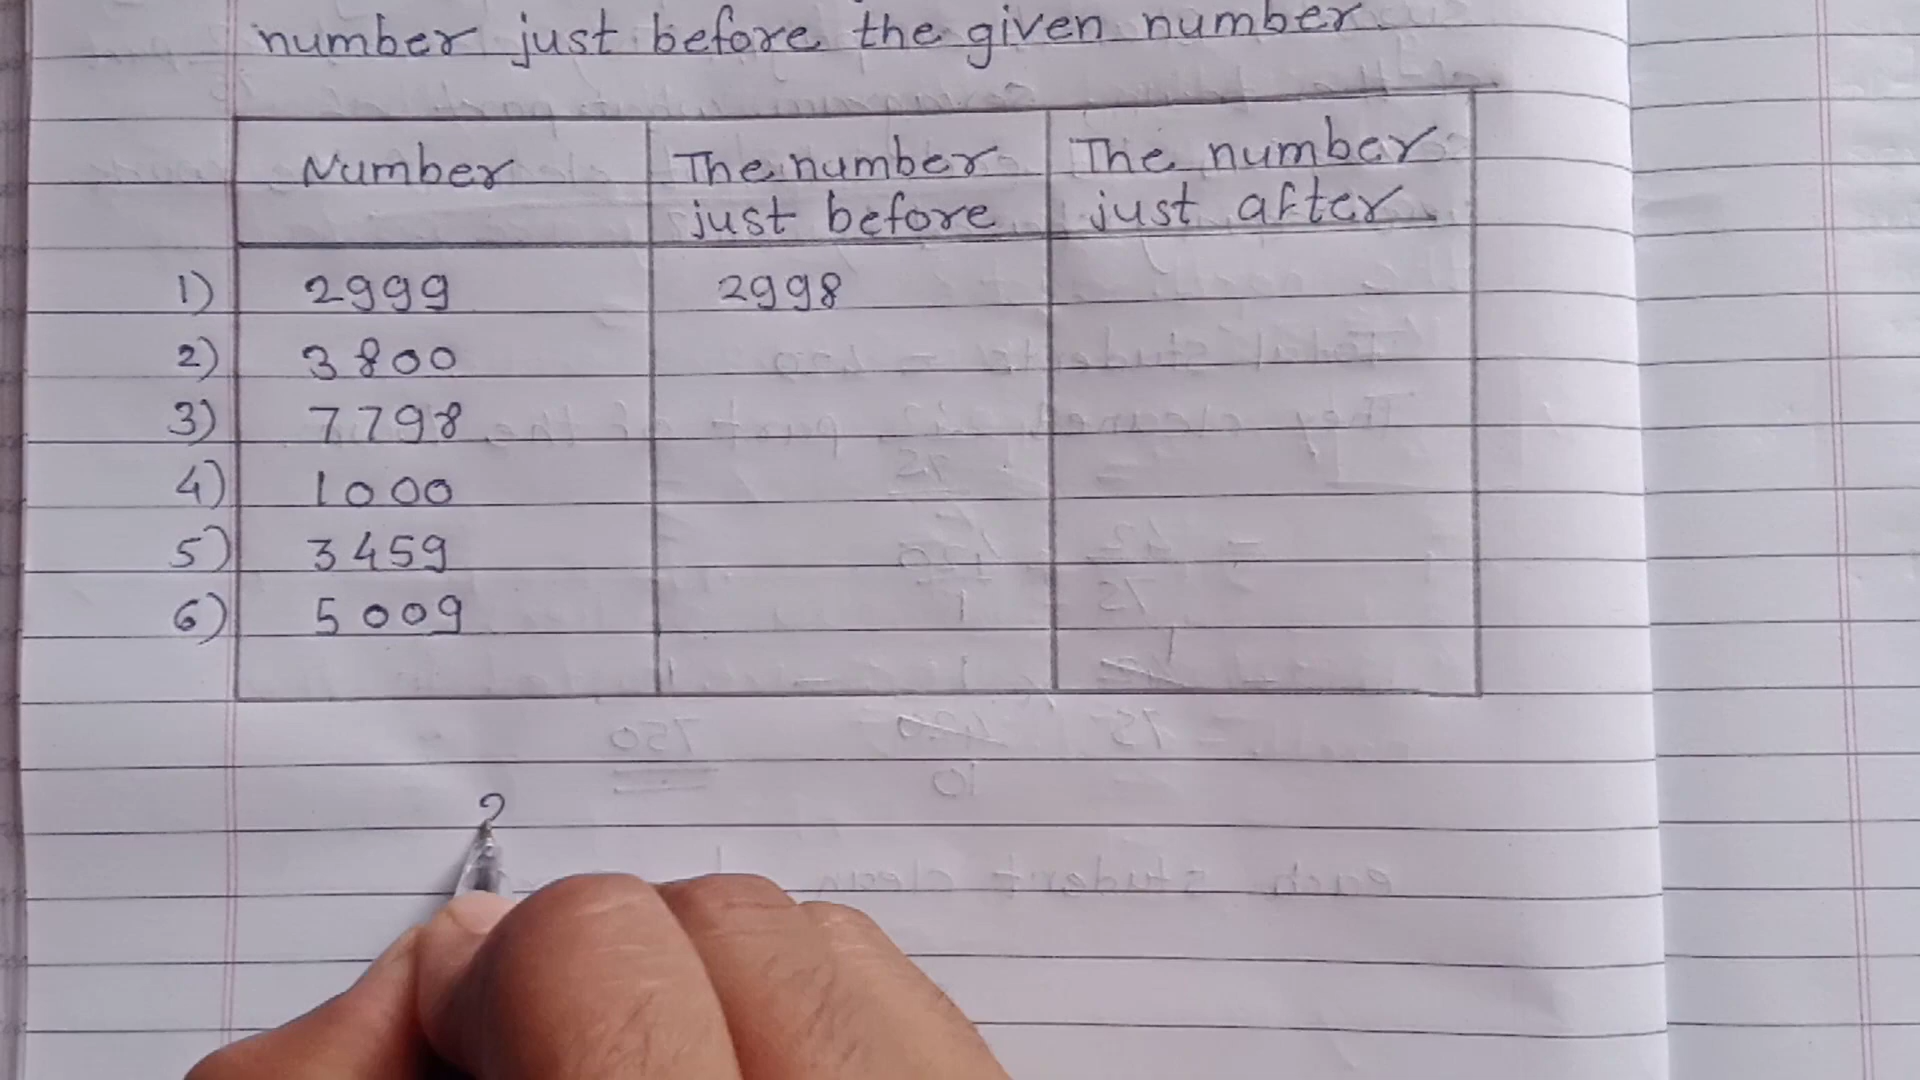 number just before the given number.
Number The number just before The number just after
1) 2999 2998
2) 3800
3) 7798
4) 1000
5) 3459
6) 5009
2